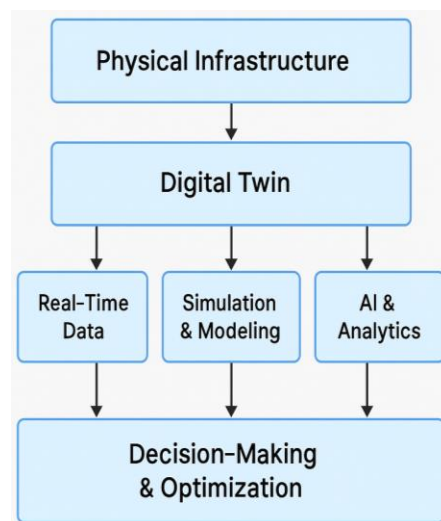 Physical Infrastructure
Digital Twin
Real-Time
Data
Simulation
& Modeling
AI &
Analytics
Decision-Making
& Optimization